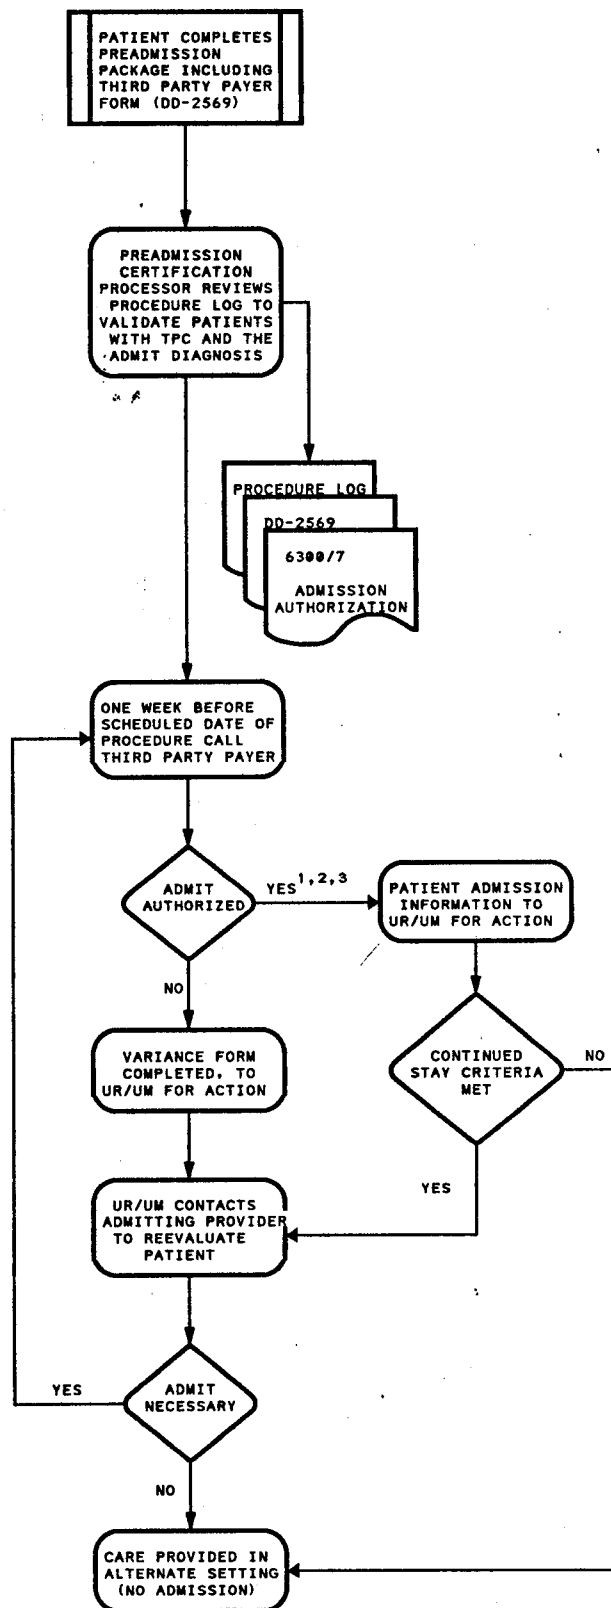 PATIENT COMPLETES
PREADMISSION
PACKAGE INCLUDING
THIRD PARTY PAYER
FORM (DD-2569)
PREADMISSION
CERTIFICATION
PROCESSOR REVIEWS
PROCEDURE LOG TO
VALIDATE PATIENTS
WITH TPC AND THE
ADMIT DIAGNOSIS
PROCEDURE LOG
DD-2569
6300/7
ADMISSION
AUTHORIZATION
ONE WEEK BEFORE
SCHEDULED DATE OF
PROCEDURE CALL
THIRD PARTY PAYER
ADMIT
AUTHORIZED
YES 1,2,3
PATIENT ADMISSION
INFORMATION TO
UR/UM FOR ACTION
NO
VARIANCE FORM
COMPLETED, TO
UR/UM FOR ACTION
CONTINUED
STAY CRITERIA
MET
NO
YES
UR/UM CONTACTS
ADMITTING PROVIDER
TO REEVALUATE
PATIENT
ADMIT
NECESSARY
YES
NO
CARE PROVIDED IN
ALTERNATE SETTING
(NO ADMISSION)